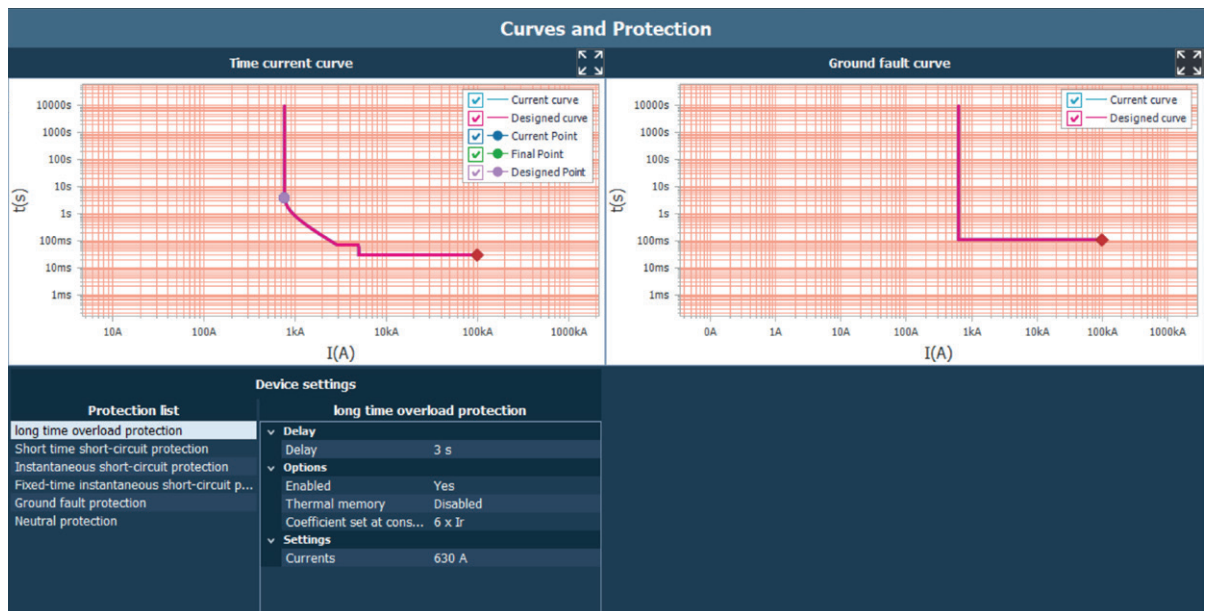 Curves and Protection
Time current curve
Ground fault curve
10000s
1000s
100s
10s
1s
100ms
10ms
1ms
t(s)
10A
100A
1kA
10kA
100kA
1000kA
I(A)
Current curve
Designed curve
Current Point
Final Point
Designed Point
10000s
1000s
100s
10s
1s
100ms
10ms
1ms
t(s)
0A
1A
10A
100A
1kA
10kA
100kA
1000kA
I(A)
Current curve
Designed curve
Device settings
Protection list
long time overload protection
Short time short-circuit protection
Instantaneous short-circuit protection
Fixed-time instantaneous short-circuit p...
Ground fault protection
Neutral protection
long time overload protection
Delay
Delay 3 s
Options
Enabled Yes
Thermal memory Disabled
Coefficient set at cons... 6 x Ir
Settings
Currents 630 A